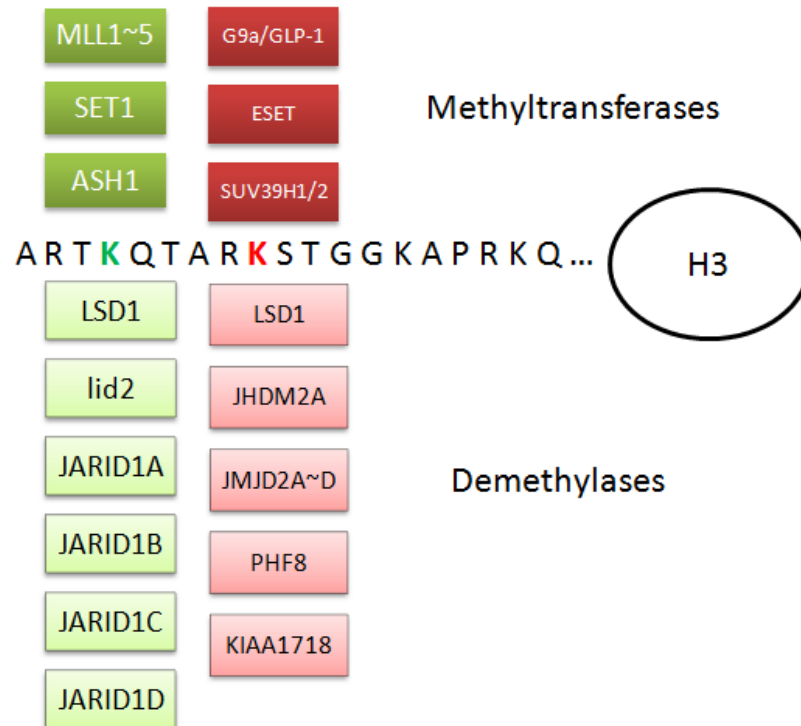 MLL1~5
G9a/GLP-1
SET1
ESET
Methyltransferases
ASH1
SUV39H1/2
A R T K Q T A R K S T G G K A P R K Q ...
H3
LSD1
LSD1
lid2
JHDM2A
JARID1A
JMJD2A~D
Demethylases
JARID1B
PHF8
JARID1C
KIAA1718
JARID1D